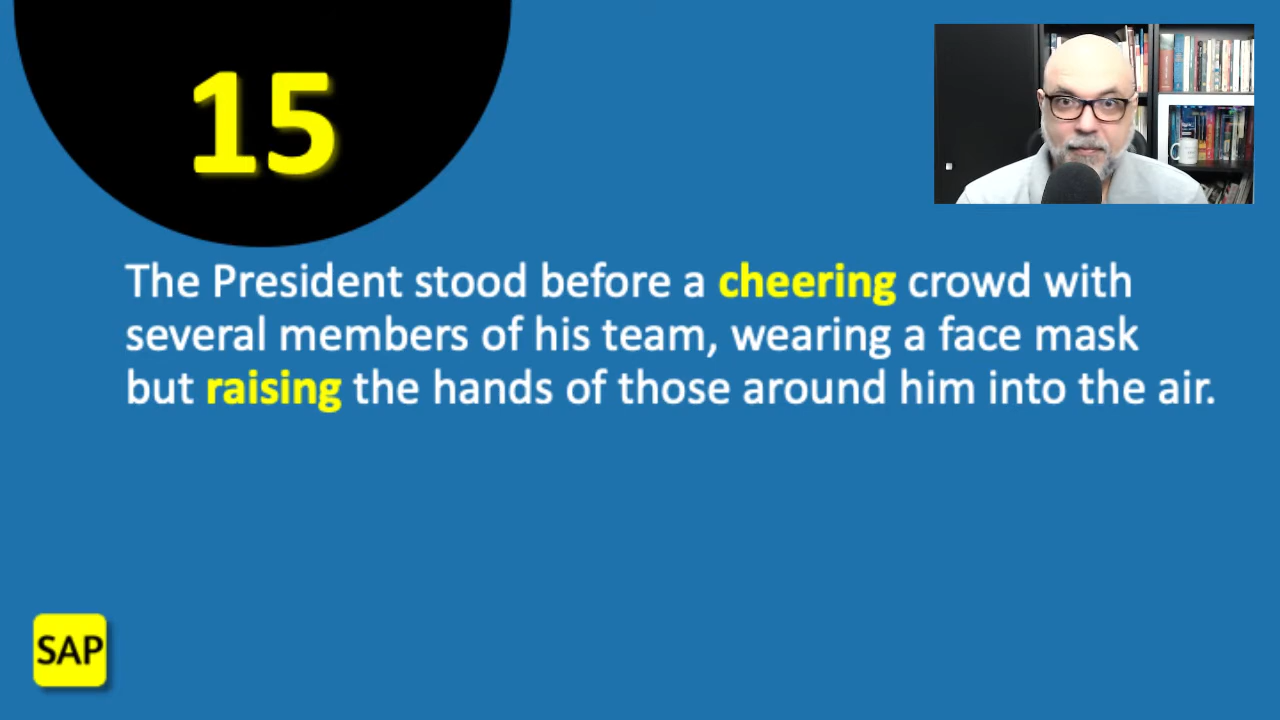 15
The President stood before a cheering crowd with
several members of his team, wearing a face mask
but raising the hands of those around him into the air.
SAP